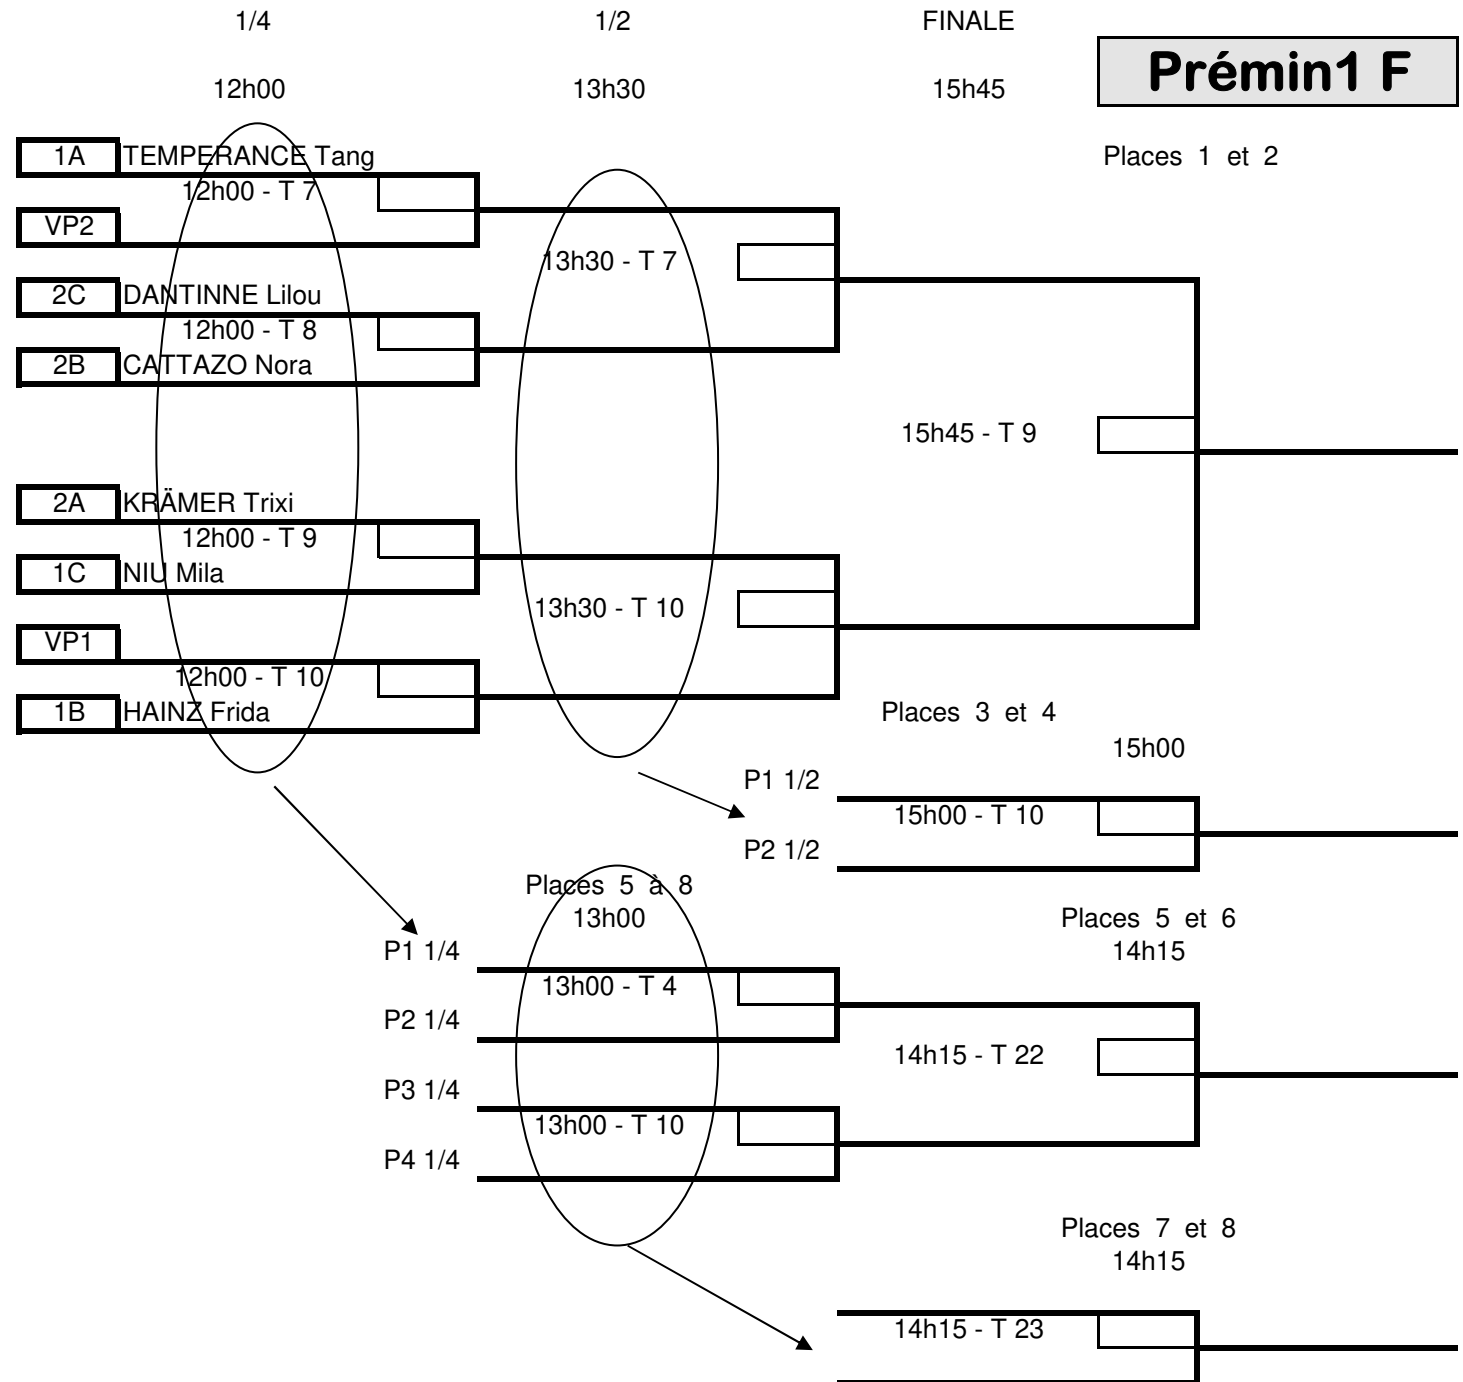 1/4 1/2 FINALE
Prémin1 F
12h00 13h30 15h45
1A TEMPERANCE Tang Places 1 et 2
12h00 - T 7
VP2
13h30 - T 7
2C DANTINNE Lilou
12h00 - T 8
2B CATTAZO Nora
15h45 - T 9
2A KRÄMER Trixi
12h00 - T 9
1C NIU Mila
13h30 - T 10
VP1
12h00 - T 10
1B HAINZ Frida Places 3 et 4
15h00
P1 1/2
15h00 - T 10
P2 1/2
Places 5 à 8
13h00 Places 5 et 6
P1 1/4 14h15
13h00 - T 4
P2 1/4
14h15 - T 22
P3 1/4
13h00 - T 10
P4 1/4
Places 7 et 8
14h15
14h15 - T 23